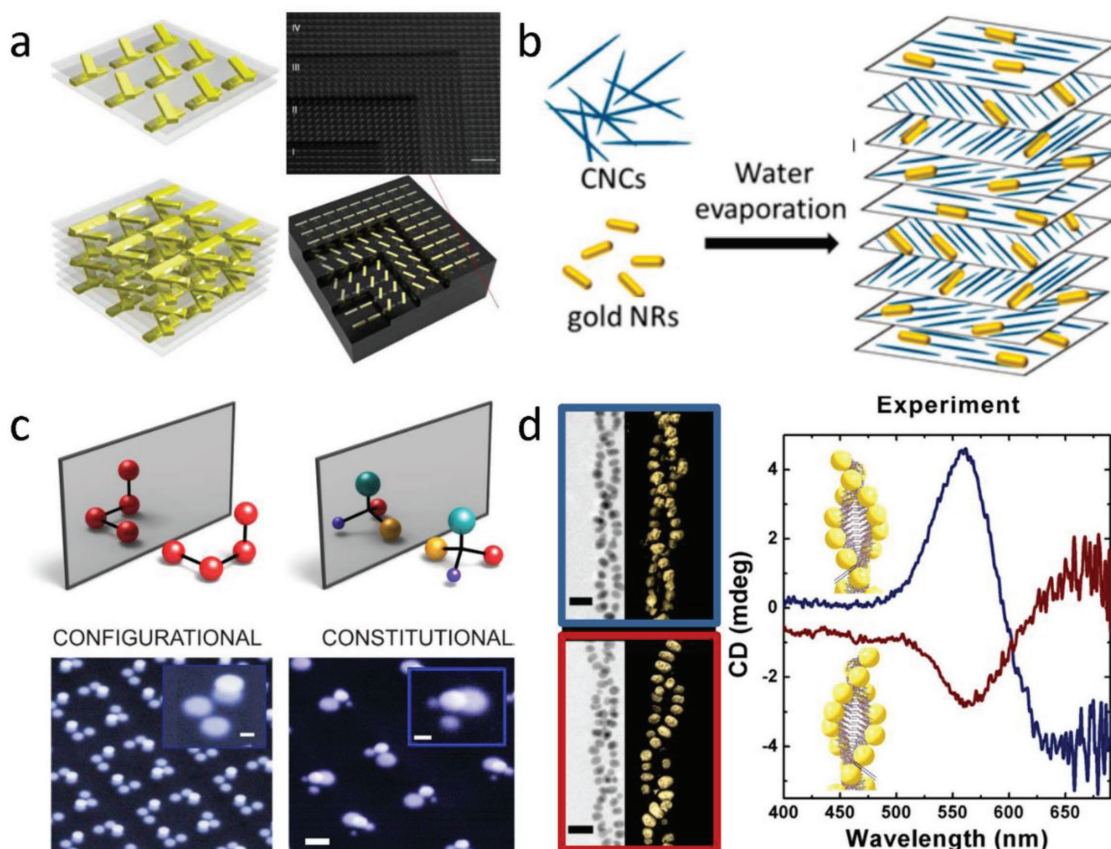 a
IV
III
II
I
b
CNCs
gold NRs
Water
evaporation
c
CONFIGURATIONAL
CONSTITUTIONAL
d
Experiment
CD (mdeg)
4
2
0
-2
-4
400
450
500
550
600
650
Wavelength (nm)